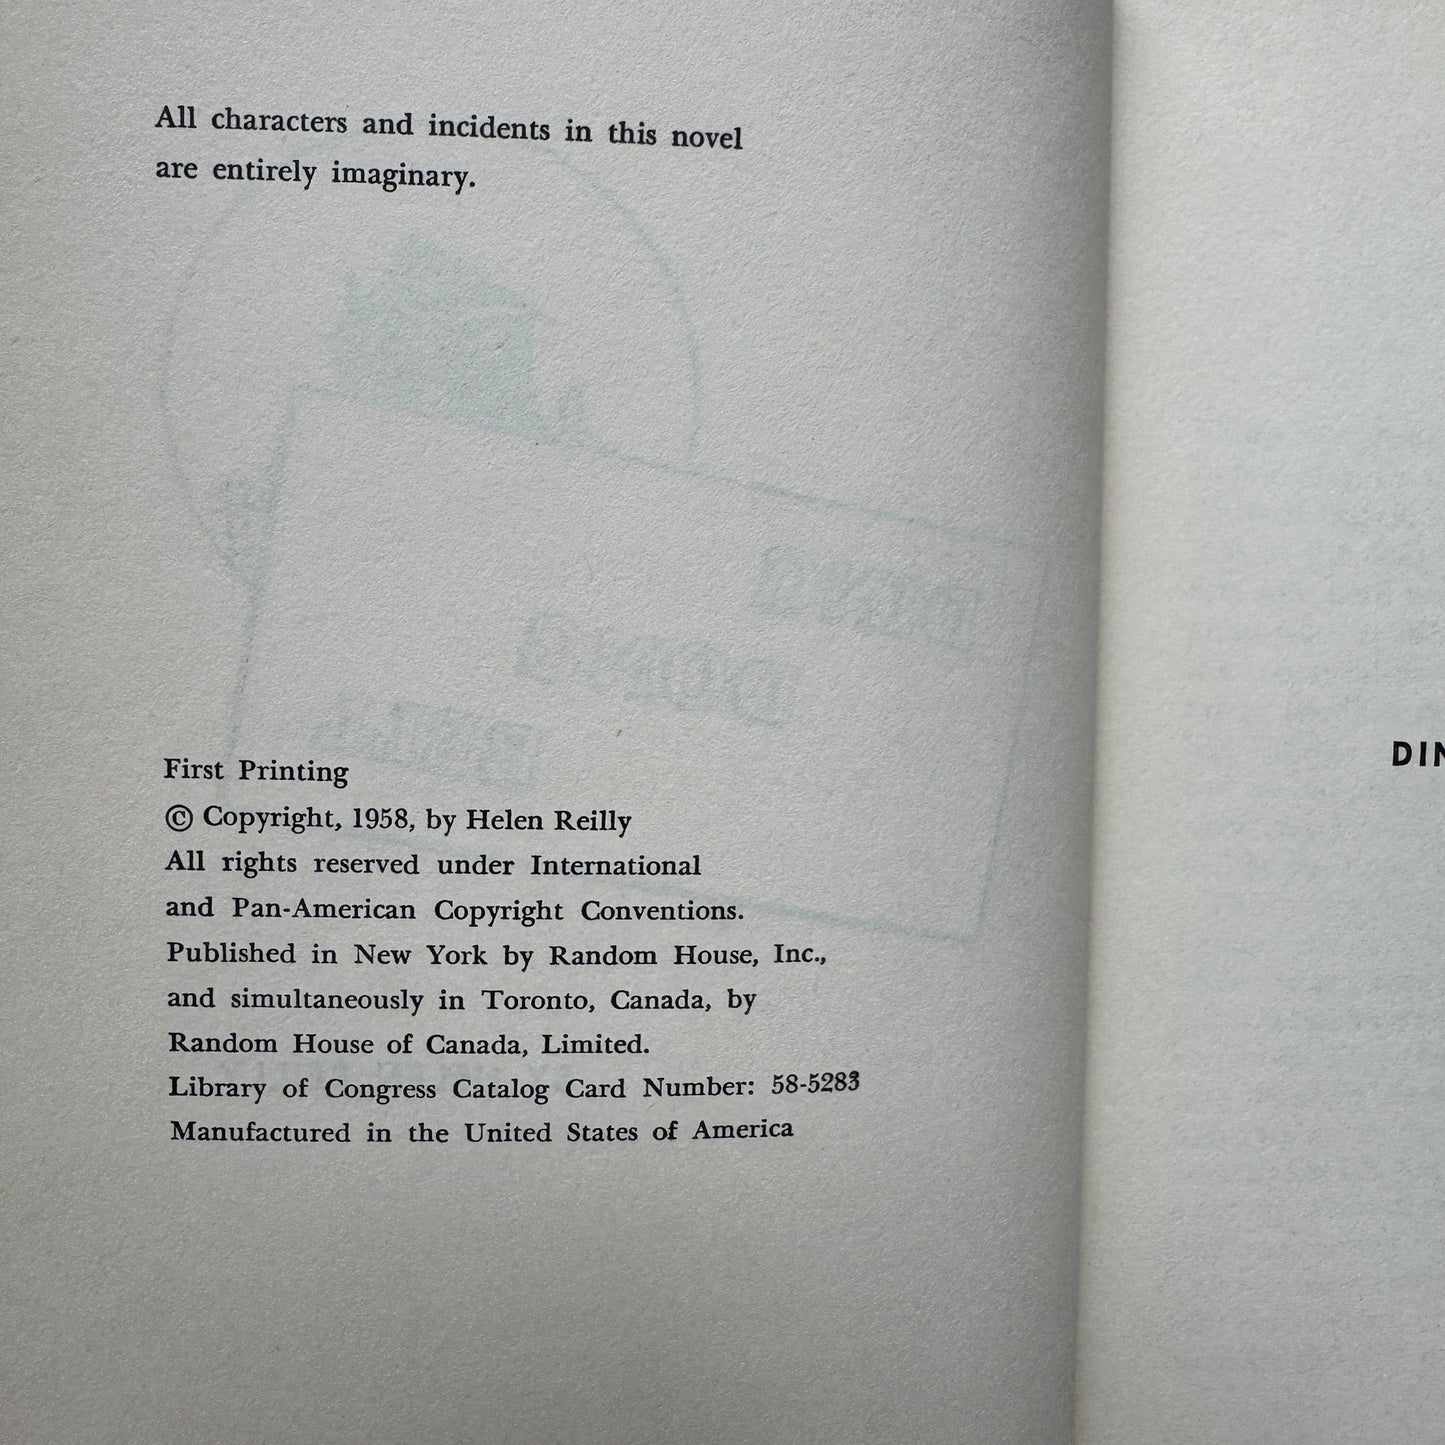 All characters and incidents in this novel
are entirely imaginary.
First Printing
© Copyright, 1958, by Helen Reilly
All rights reserved under International
and Pan-American Copyright Conventions.
Published in New York by Random House, Inc.,
and simultaneously in Toronto, Canada, by
Random House of Canada, Limited.
Library of Congress Catalog Card Number: 58-5283
Manufactured in the United States of America
DIN